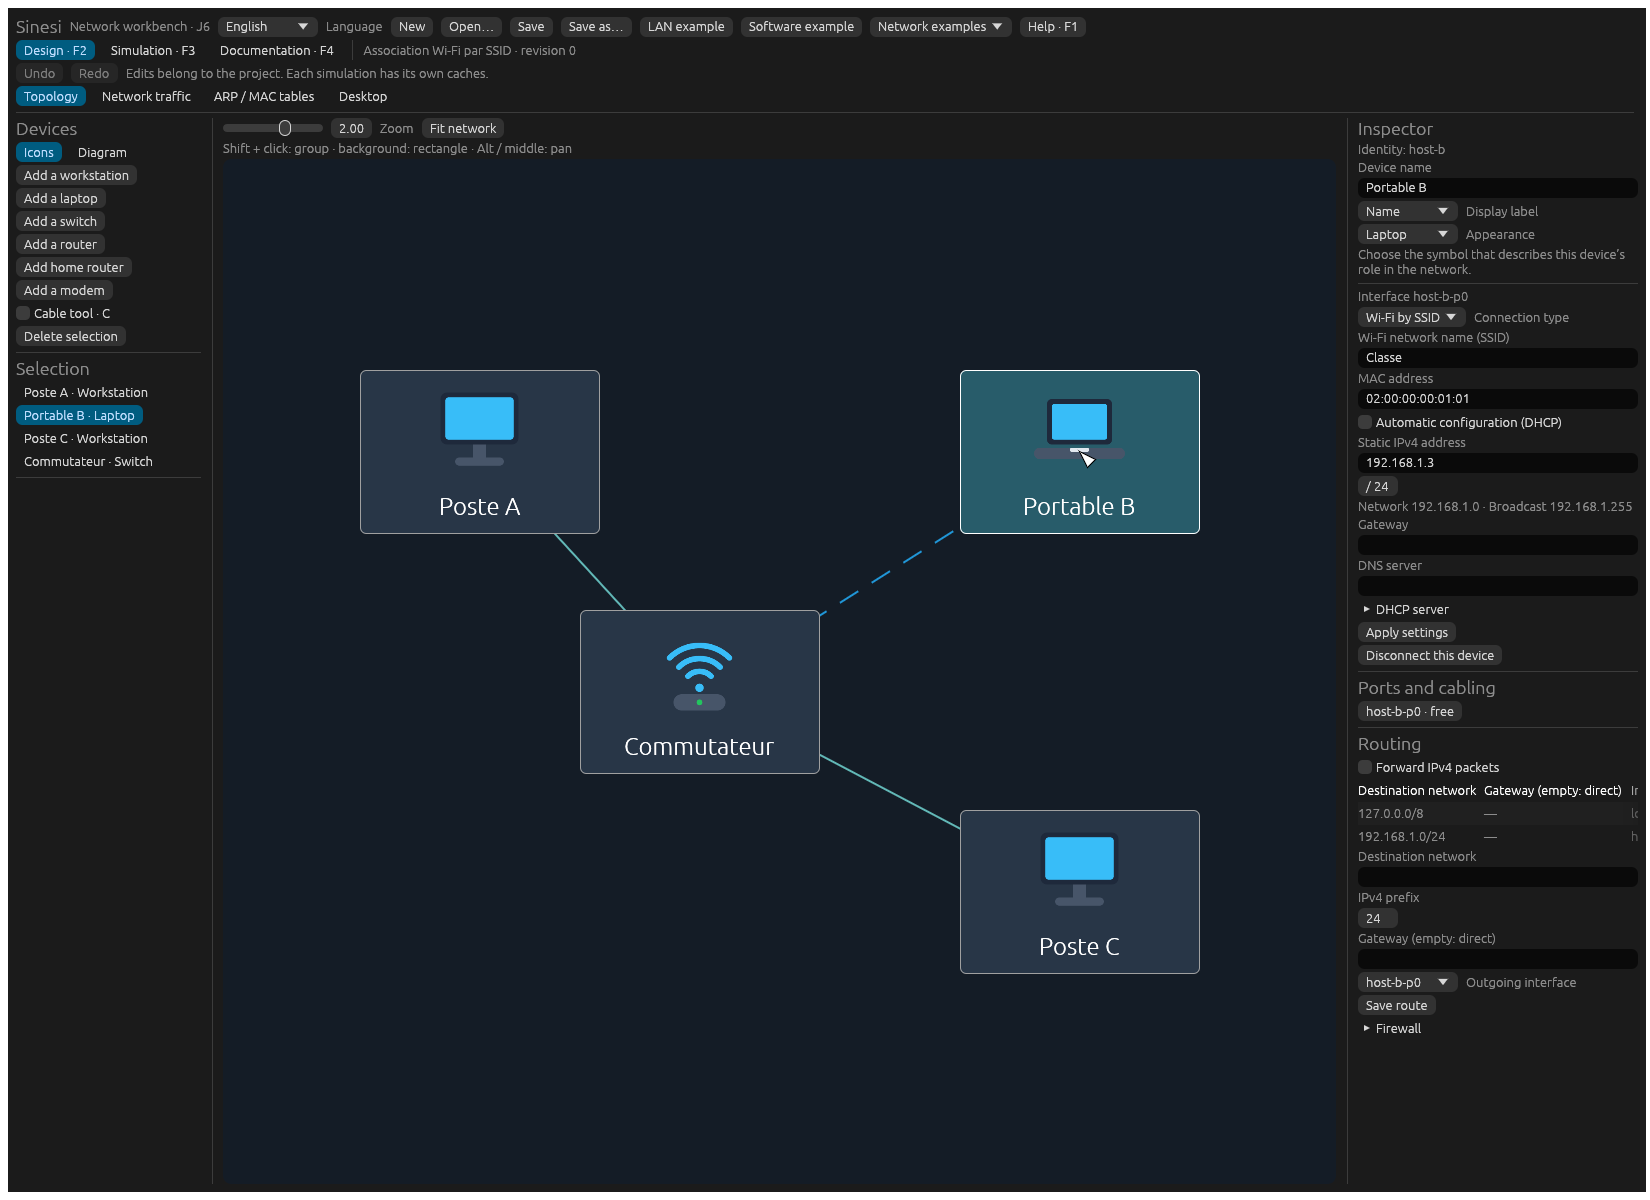 Sinesi Network workbench · J6 English Language New Open… Save Save as… LAN example Software example Network examples Help · F1
Design · F2 Simulation · F3 Documentation · F4 Association Wi-Fi par SSID · revision 0
Undo Redo Edits belong to the project. Each simulation has its own caches.
Topology Network traffic ARP / MAC tables Desktop
Devices
Icons Diagram
Add a workstation
Add a laptop
Add a switch
Add a router
Add home router
Add a modem
Cable tool · C
Delete selection
Selection
Poste A · Workstation
Portable B · Laptop
Poste C · Workstation
Commutateur · Switch
2.00 Zoom Fit network
Shift + click: group · background: rectangle · Alt / middle: pan
Poste A
Portable B
Commutateur
Poste C
Inspector
Identity: host-b
Device name
Portable B
Name Display label
Laptop Appearance
Choose the symbol that describes this device's
role in the network.
Interface host-b-p0
Wi-Fi by SSID Connection type
Wi-Fi network name (SSID)
Classe
MAC address
02:00:00:00:01:01
Automatic configuration (DHCP)
Static IPv4 address
192.168.1.3
/ 24
Network 192.168.1.0 · Broadcast 192.168.1.255
Gateway
DNS server
DHCP server
Apply settings
Disconnect this device
Ports and cabling
host-b-p0 · free
Routing
Forward IPv4 packets
Destination network Gateway (empty: direct)
127.0.0.0/8 —
192.168.1.0/24 —
Destination network
IPv4 prefix
24
Gateway (empty: direct)
host-b-p0 Outgoing interface
Save route
Firewall